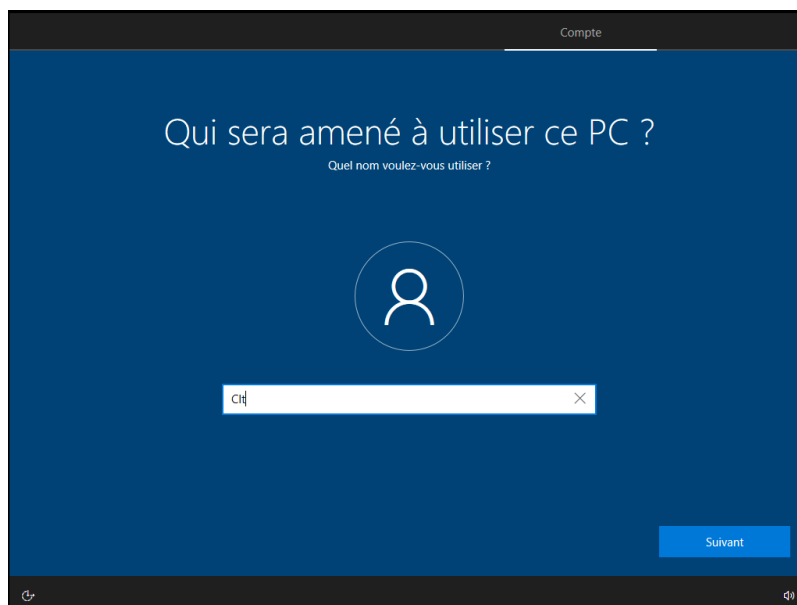 Compte
Qui sera amené à utiliser ce PC ?
Quel nom voulez-vous utiliser ?
Clt
Suivant